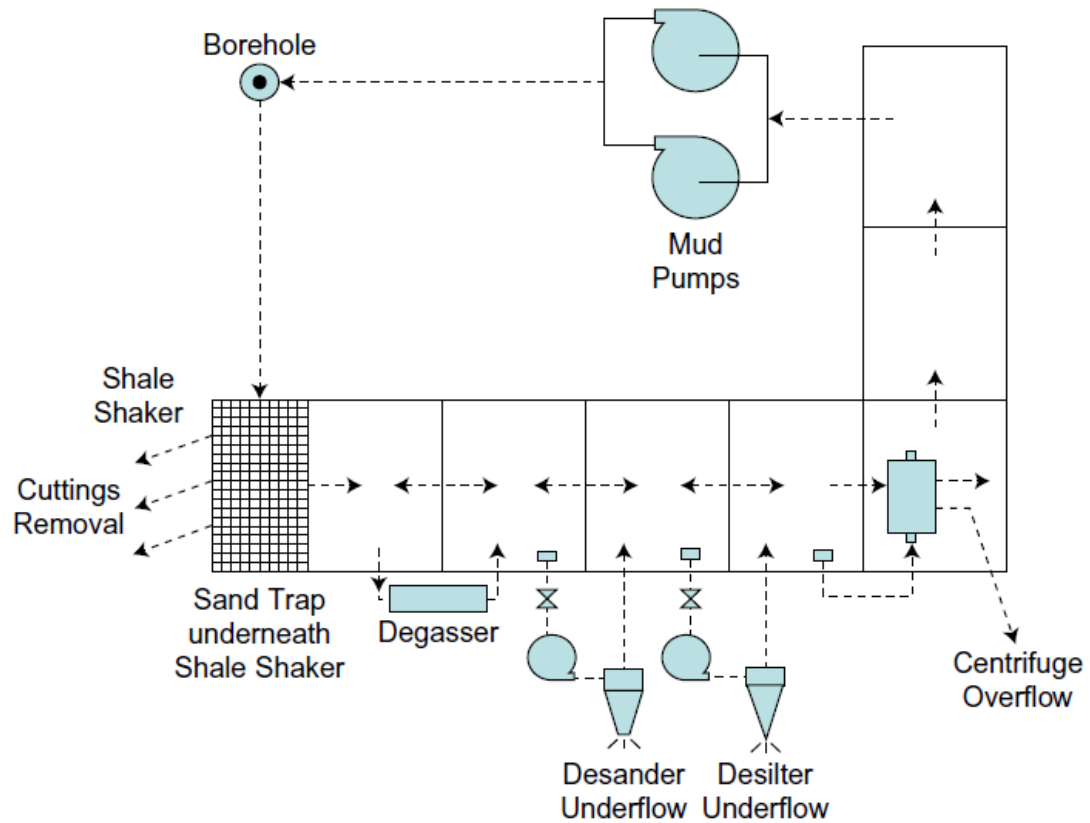 Borehole
Mud
Pumps
Shale
Shaker
Cuttings
Removal
Sand Trap
underneath
Shale Shaker
Degasser
Desander
Underflow
Desilter
Underflow
Centrifuge
Overflow